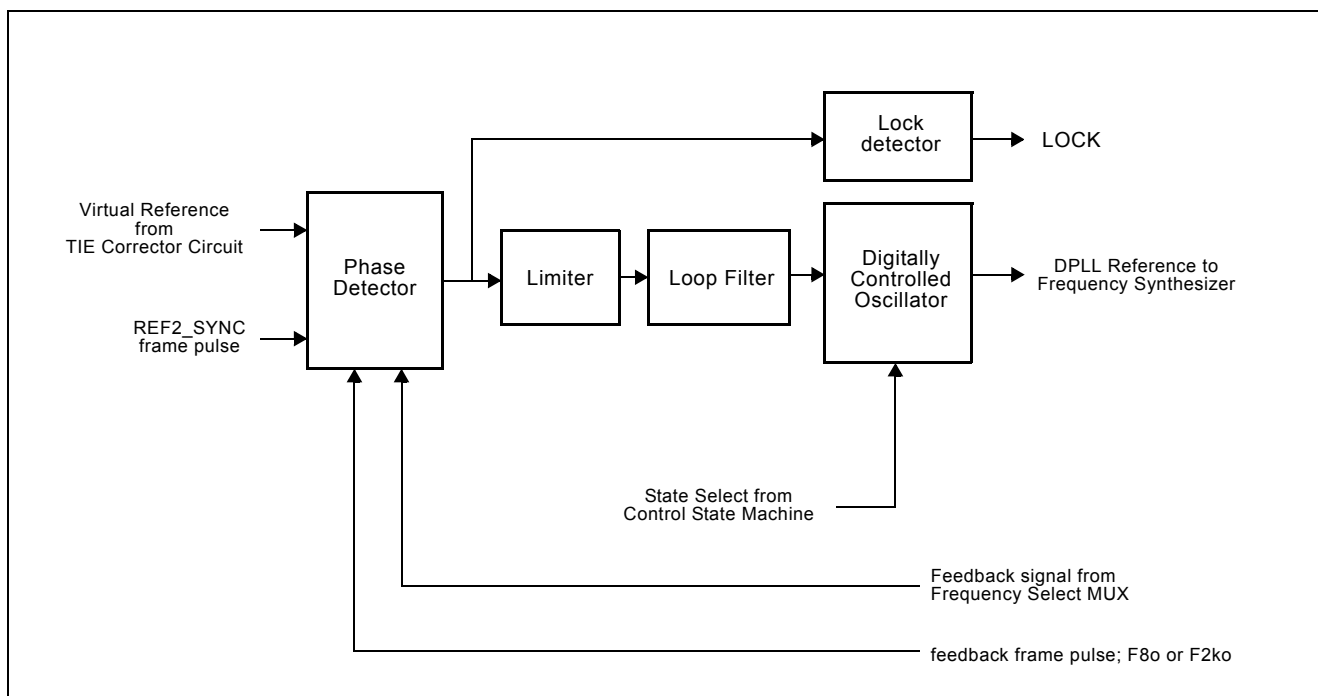 Lock
detector
LOCK
Virtual Reference
from
TIE Corrector Circuit
Phase
Detector
Limiter
Loop Filter
Digitally
Controlled
Oscillator
DPLL Reference to
Frequency Synthesizer
REF2_SYNC
frame pulse
State Select from
Control State Machine
Feedback signal from
Frequency Select MUX
feedback frame pulse; F8o or F2ko